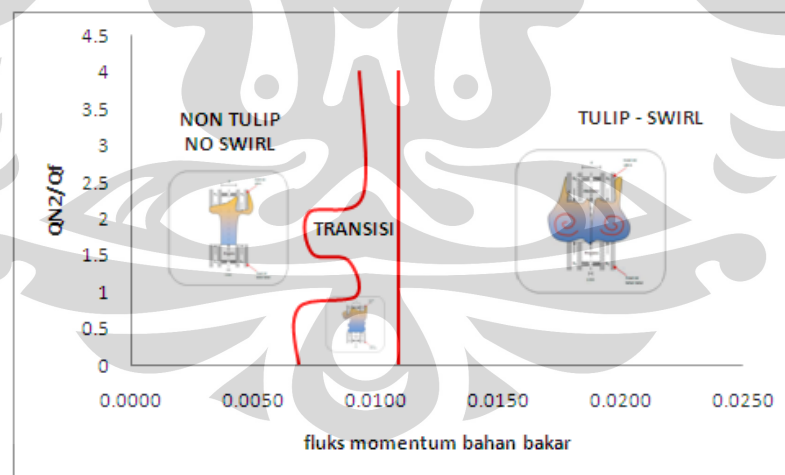 4.5
4
3.5
3
2.5
2
1.5
1
0.5
0
QN2/Qf
NON TULIP
NO SWIRL
TRANSISI
TULIP - SWIRL
0.0000 0.0050 0.0100 0.0150 0.0200 0.0250
fluks momentum bahan bakar